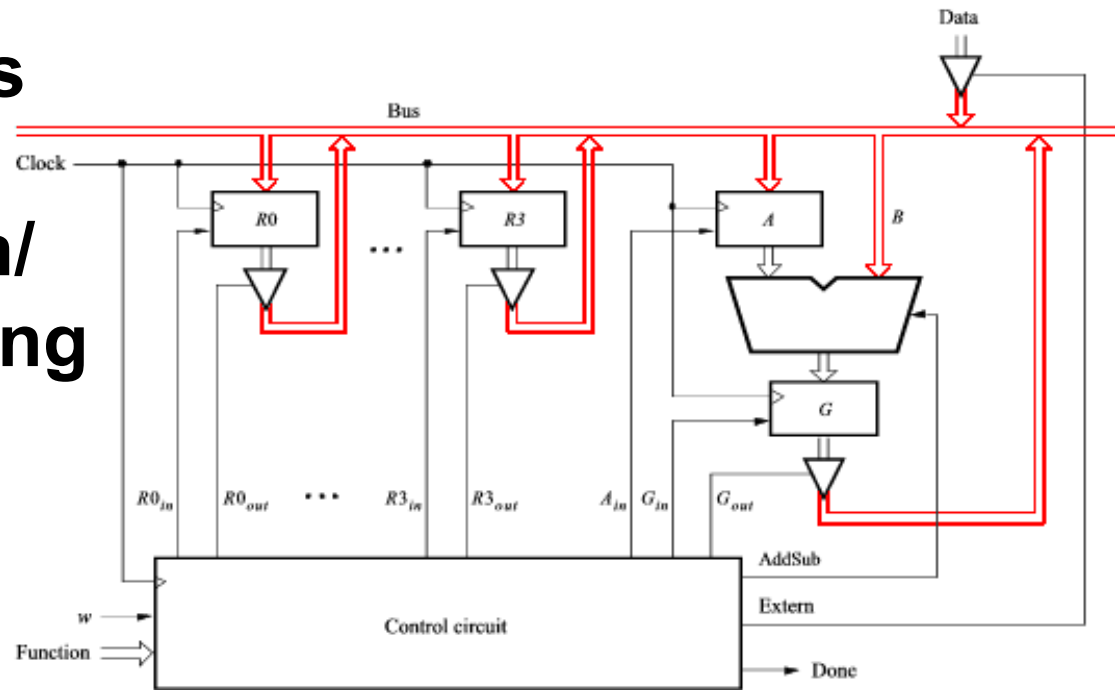 s
n/
ng
Data
Bus
Clock
R0
R3
A
B
...
G
R0in
R0out
...
R3in
R3out
Ain
Gin
Gout
AddSub
Extern
w
Function
Control circuit
Done